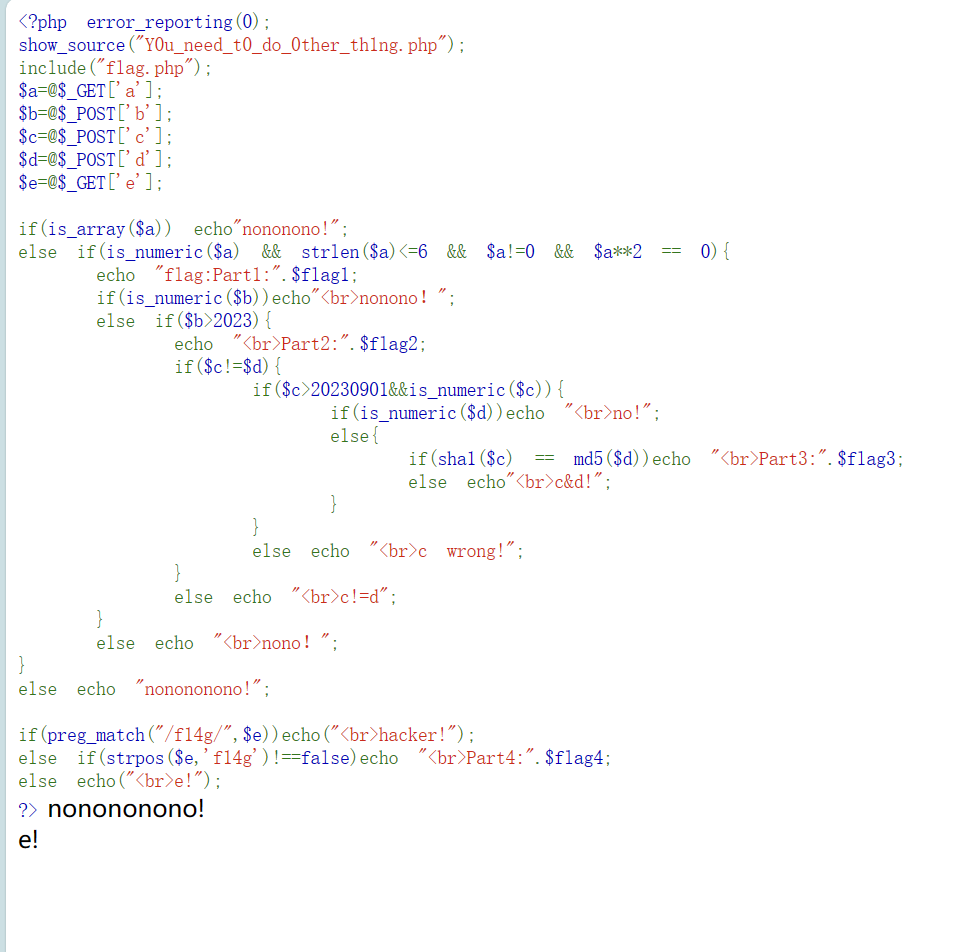 <?php  error_reporting(0);
show_source("Y0u_need_t0_do_0ther_th1ng.php");
include("flag.php");
$a=@$_GET['a'];
$b=@$_POST['b'];
$c=@$_POST['c'];
$d=@$_POST['d'];
$e=@$_GET['e'];
if(is_array($a))  echo"nononono!";
else  if(is_numeric($a)  &&  strlen($a)<=6  &&  $a!=0  &&  $a**2  ==  0){
echo  "flag:Part1:".$flag1;
if(is_numeric($b))echo"<br>nonono！";
else  if($b>2023){
echo  "<br>Part2:".$flag2;
if($c!=$d){
if($c>20230901&&is_numeric($c)){
if(is_numeric($d))echo  "<br>no!";
else{
if(sha1($c)  ==  md5($d))echo  "<br>Part3:".$flag3;
else  echo"<br>c&d!";
}
}
else  echo  "<br>c  wrong!";
}
else  echo  "<br>c!=d";
}
else  echo  "<br>nono！";
}
else  echo  "nonononono!";
if(preg_match("/fl4g/",$e))echo("<br>hacker!");
else  if(strpos($e,'fl4g')!==false)echo  "<br>Part4:".$flag4;
else  echo("<br>e!");
?> nonononono!
e!